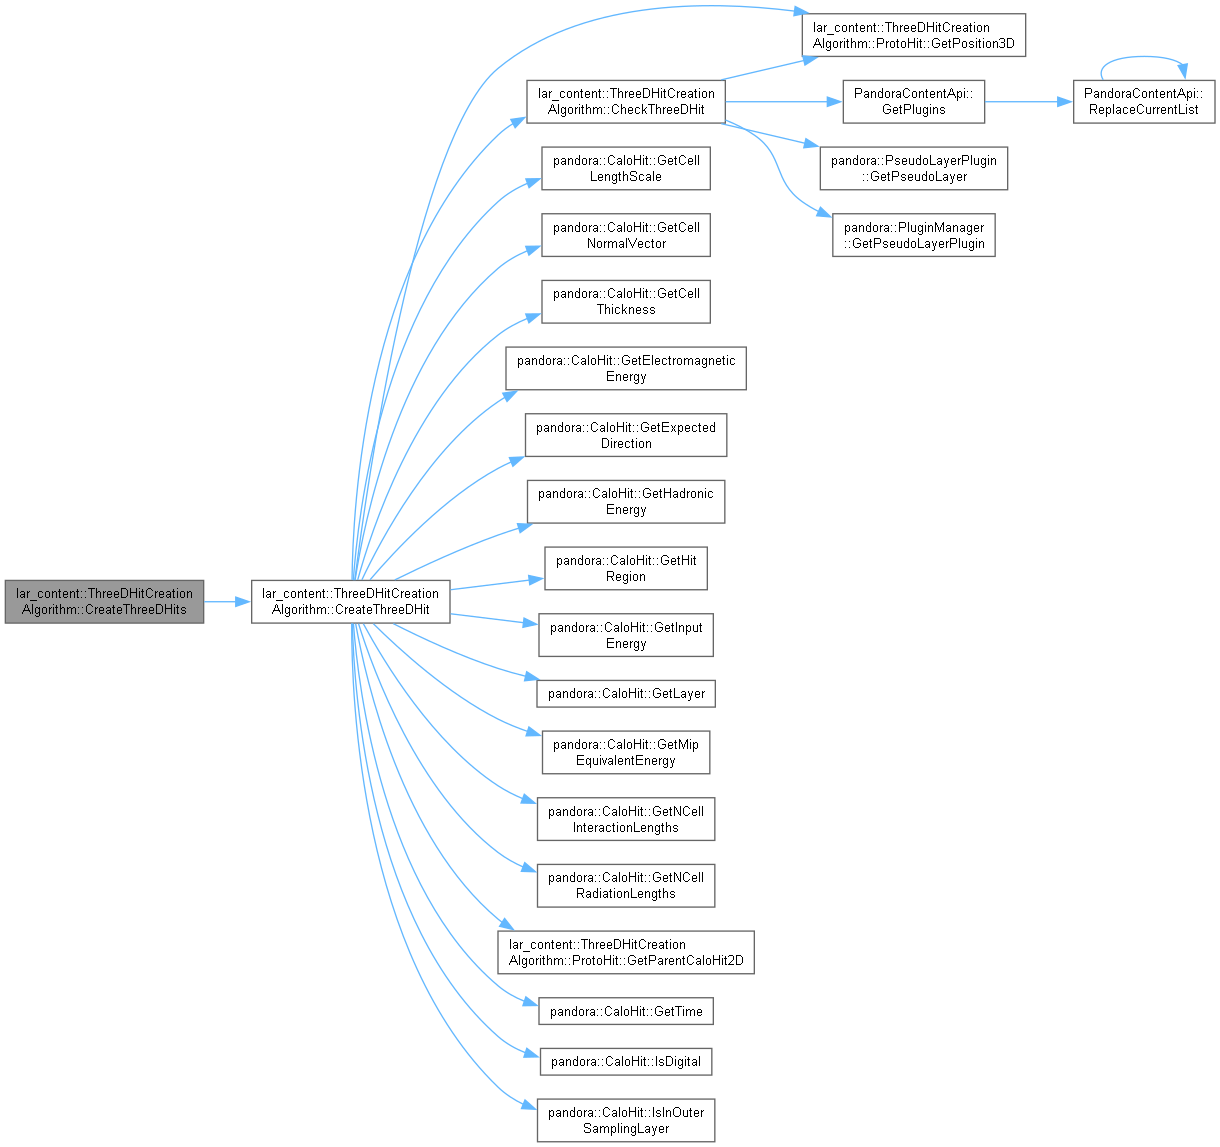 lar_content::ThreeDHitCreation
Algorithm::CreateThreeDHits
lar_content::ThreeDHitCreation
Algorithm::CreateThreeDHit
lar_content::ThreeDHitCreation
Algorithm::ProtoHit::GetPosition3D
lar_content::ThreeDHitCreation
Algorithm::CheckThreeDHit
PandoraContentApi::
GetPlugins
PandoraContentApi::
ReplaceCurrentList
pandora::PseudoLayerPlugin
::GetPseudoLayer
pandora::PluginManager
::GetPseudoLayerPlugin
pandora::CaloHit::GetCell
LengthScale
pandora::CaloHit::GetCell
NormalVector
pandora::CaloHit::GetCell
Thickness
pandora::CaloHit::GetElectromagnetic
Energy
pandora::CaloHit::GetExpected
Direction
pandora::CaloHit::GetHadronic
Energy
pandora::CaloHit::GetHit
Region
pandora::CaloHit::GetInput
Energy
pandora::CaloHit::GetLayer
pandora::CaloHit::GetMip
EquivalentEnergy
pandora::CaloHit::GetNCell
InteractionLengths
pandora::CaloHit::GetNCell
RadiationLengths
lar_content::ThreeDHitCreation
Algorithm::ProtoHit::GetParentCaloHit2D
pandora::CaloHit::GetTime
pandora::CaloHit::IsDigital
pandora::CaloHit::IsInOuter
SamplingLayer